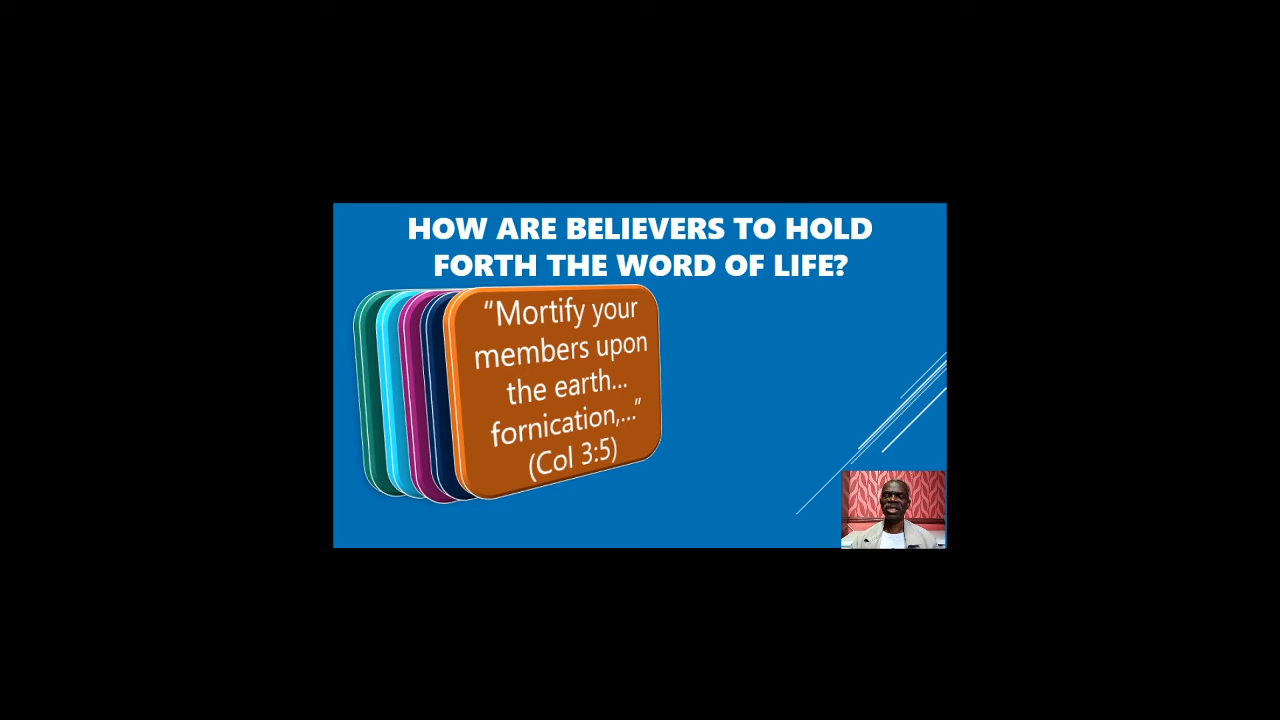 HOW ARE BELIEVERS TO HOLD
FORTH THE WORD OF LIFE?
“Mortify your
members upon
the earth...
fornication,...”
(Col 3:5)